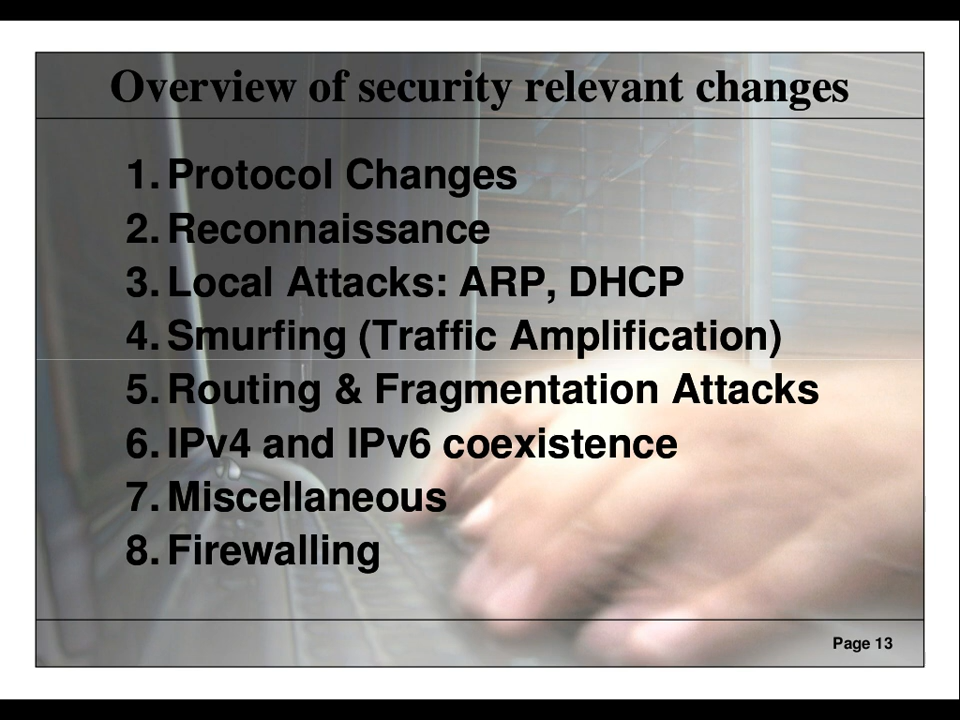 Overview of security relevant changes
1. Protocol Changes
2. Reconnaissance
3. Local Attacks: ARP, DHCP
4. Smurfing (Traffic Amplification)
5. Routing & Fragmentation Attacks
6. IPv4 and IPv6 coexistence
7. Miscellaneous
8. Firewalling
Page 13